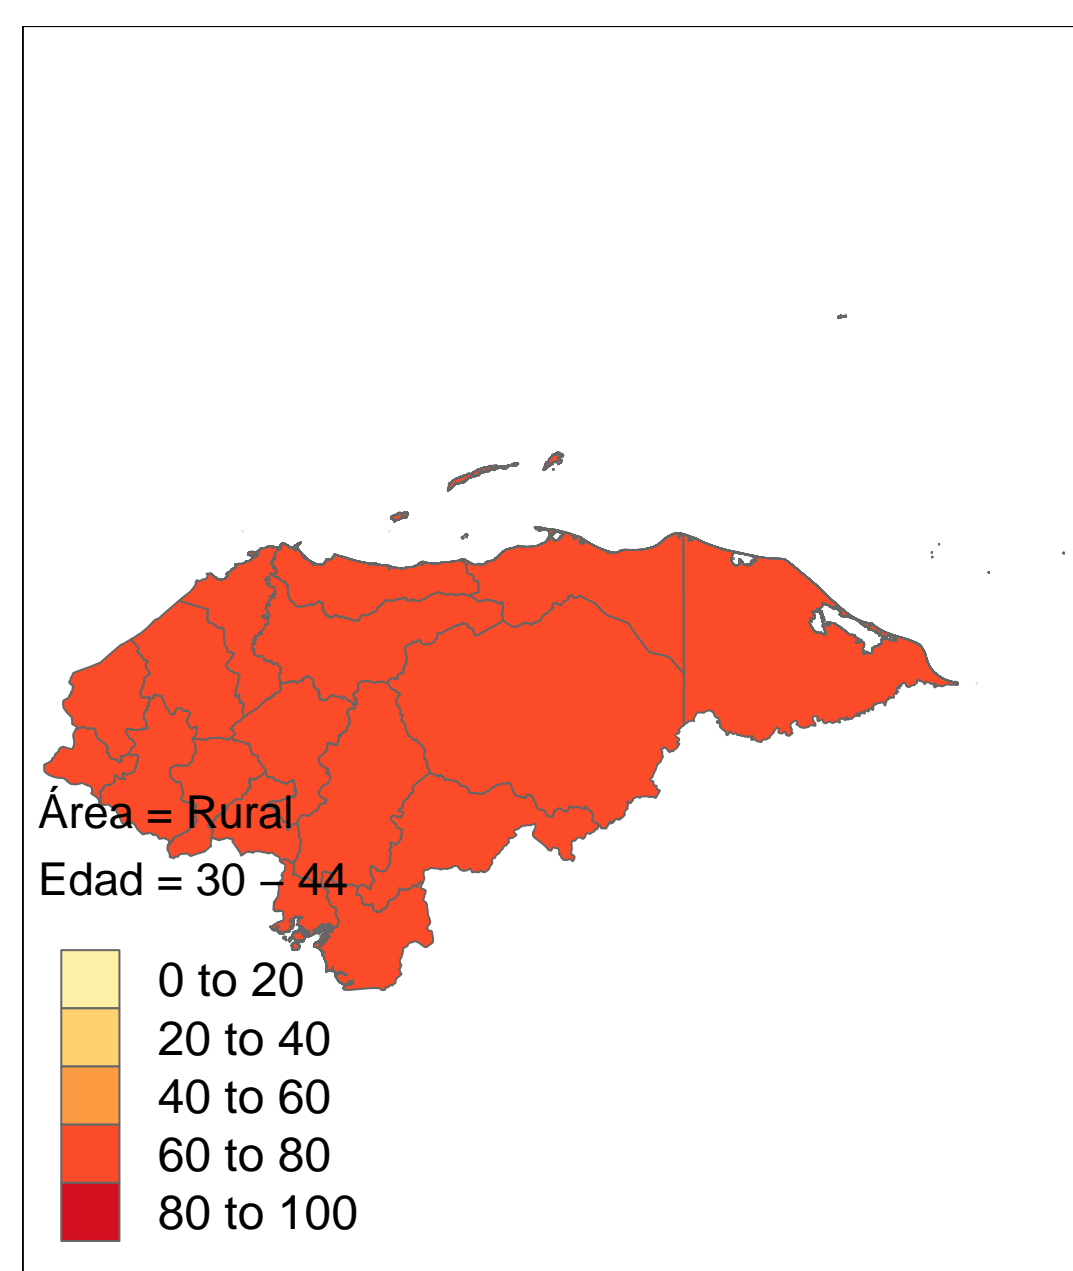 Área = Rural
Edad = 30 – 44
0 to 20
20 to 40
40 to 60
60 to 80
80 to 100